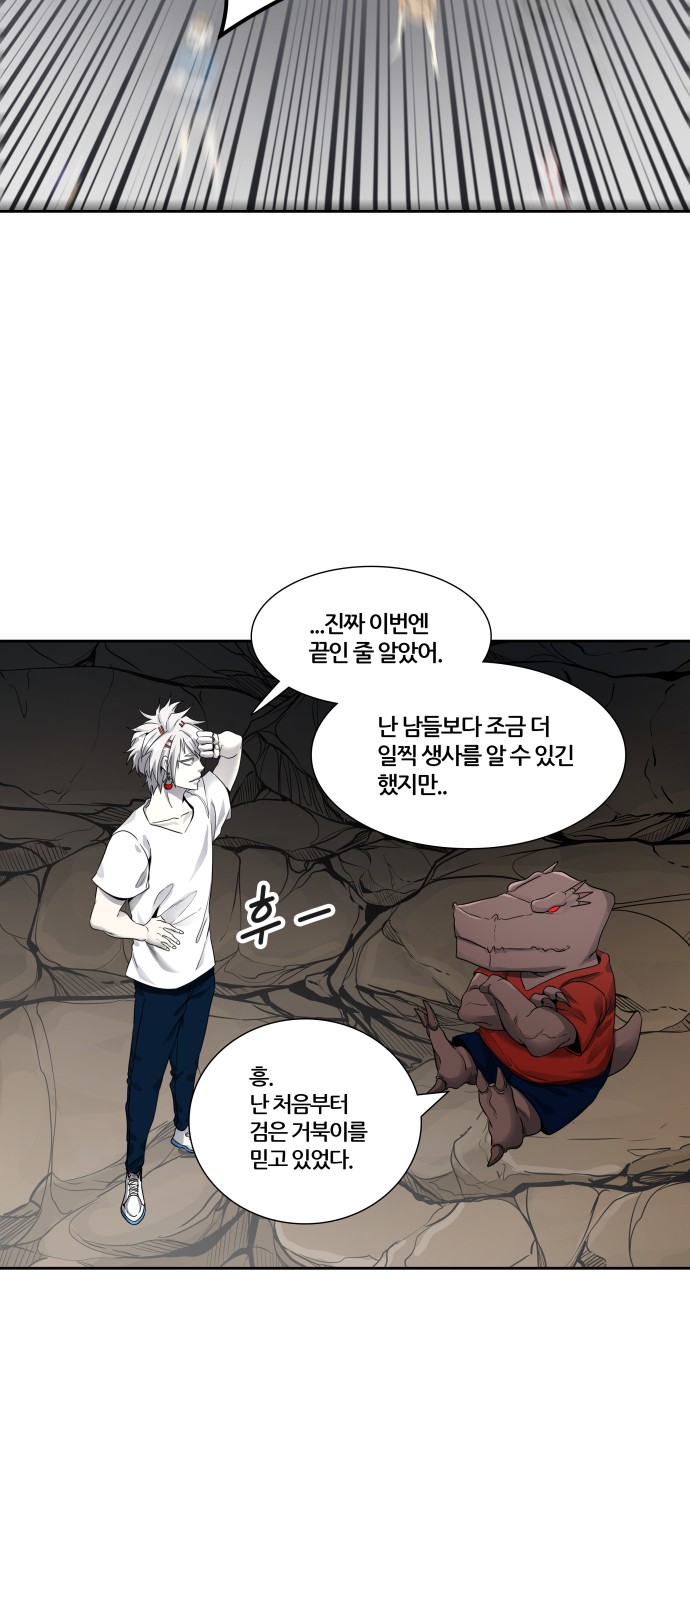 ...진짜 이번엔
끝인 줄 알았어.
난 남들보다 조금 더
일찍 생사를 알 수 있긴
했지만..
후ㅡ
흥.
난 처음부터
검은 거북이를
믿고 있었다.